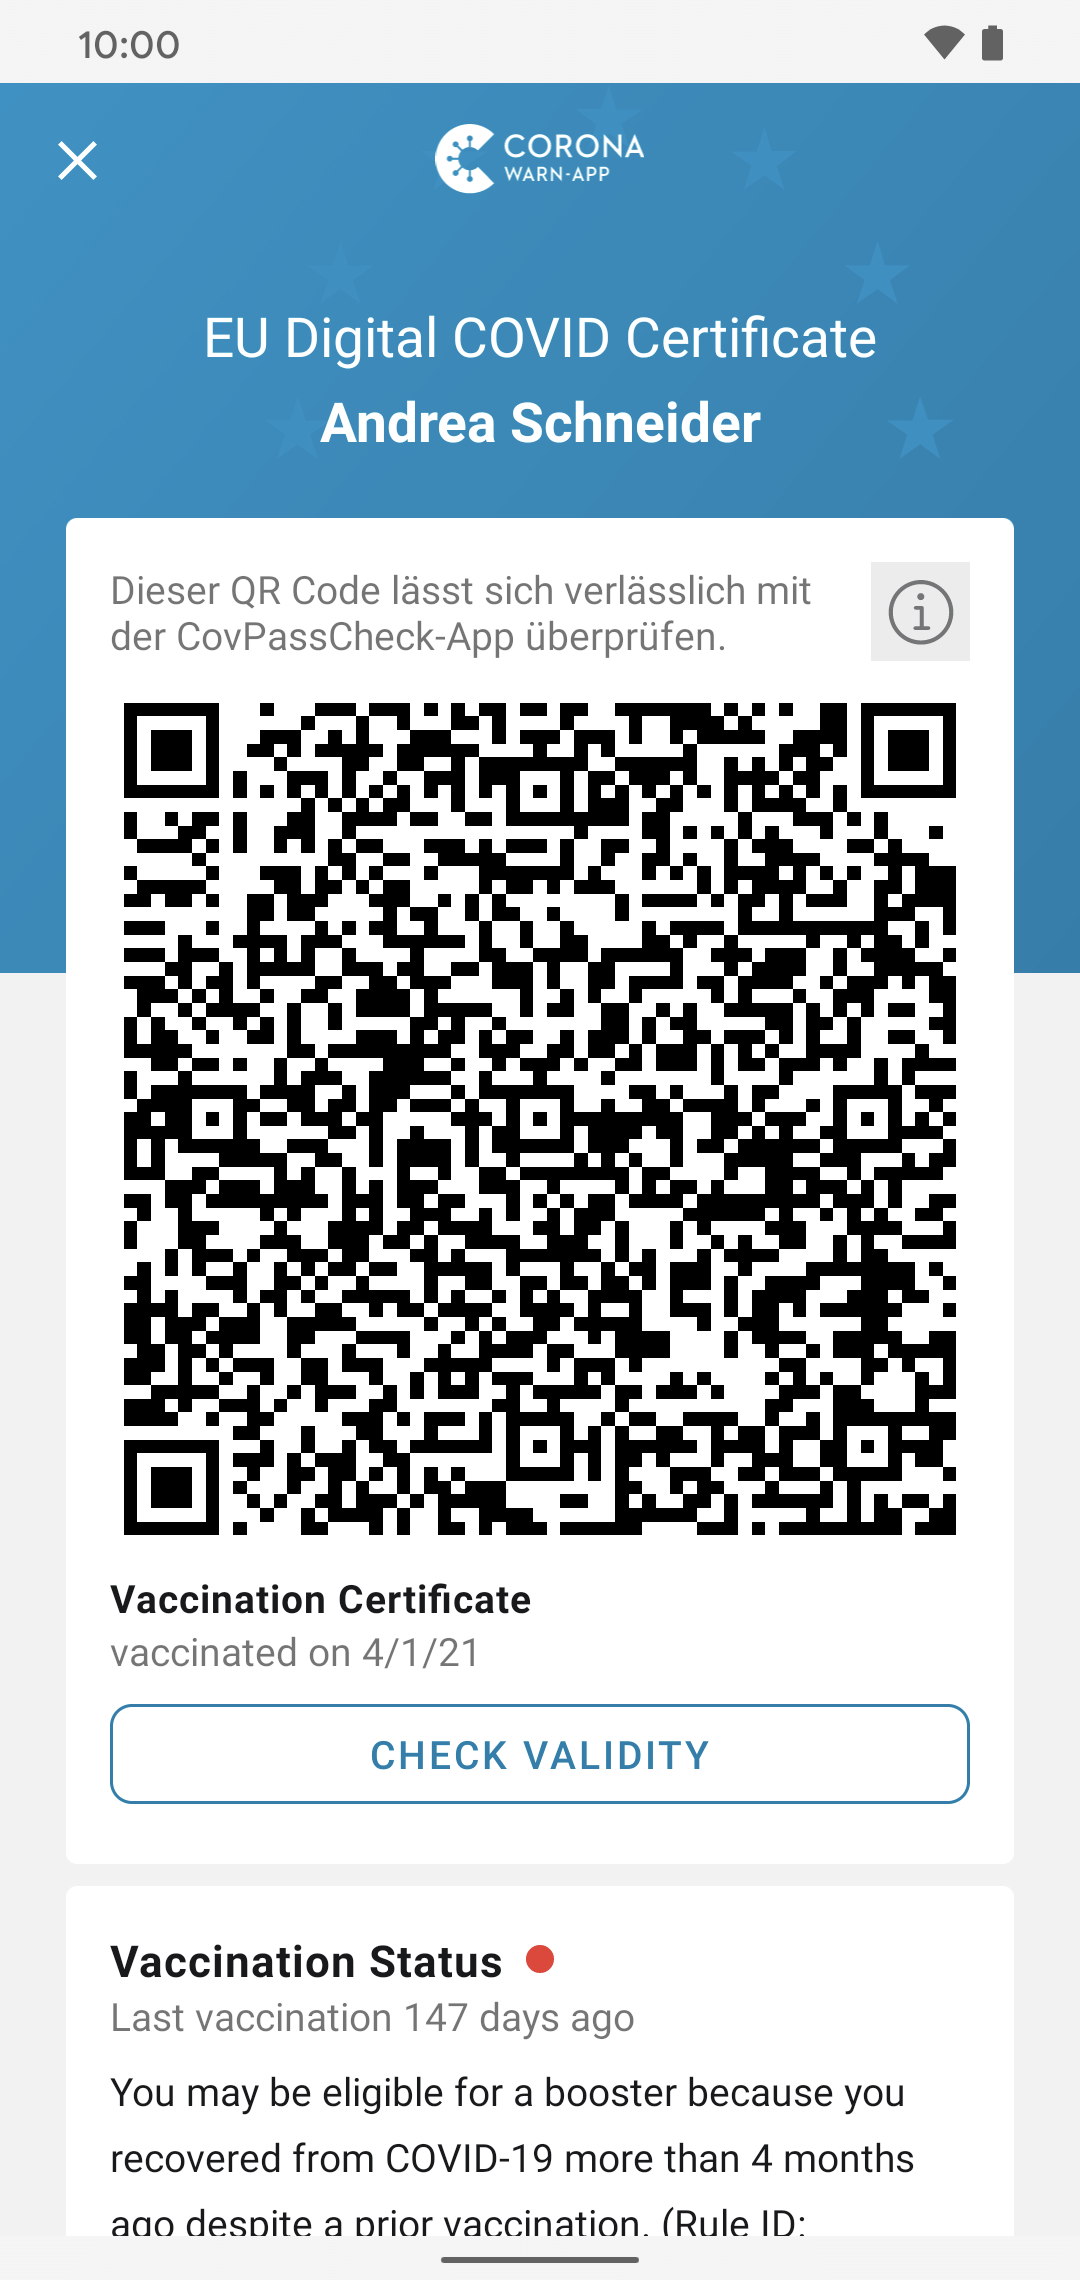 10:00
CORONA
WARN-APP
EU Digital COVID Certificate
Andrea Schneider
Dieser QR Code lässt sich verlässlich mit
der CovPassCheck-App überprüfen.
Vaccination Certificate
vaccinated on 4/1/21
CHECK VALIDITY
Vaccination Status
Last vaccination 147 days ago
You may be eligible for a booster because you
recovered from COVID-19 more than 4 months
ago despite a prior vaccination. (Rule ID: